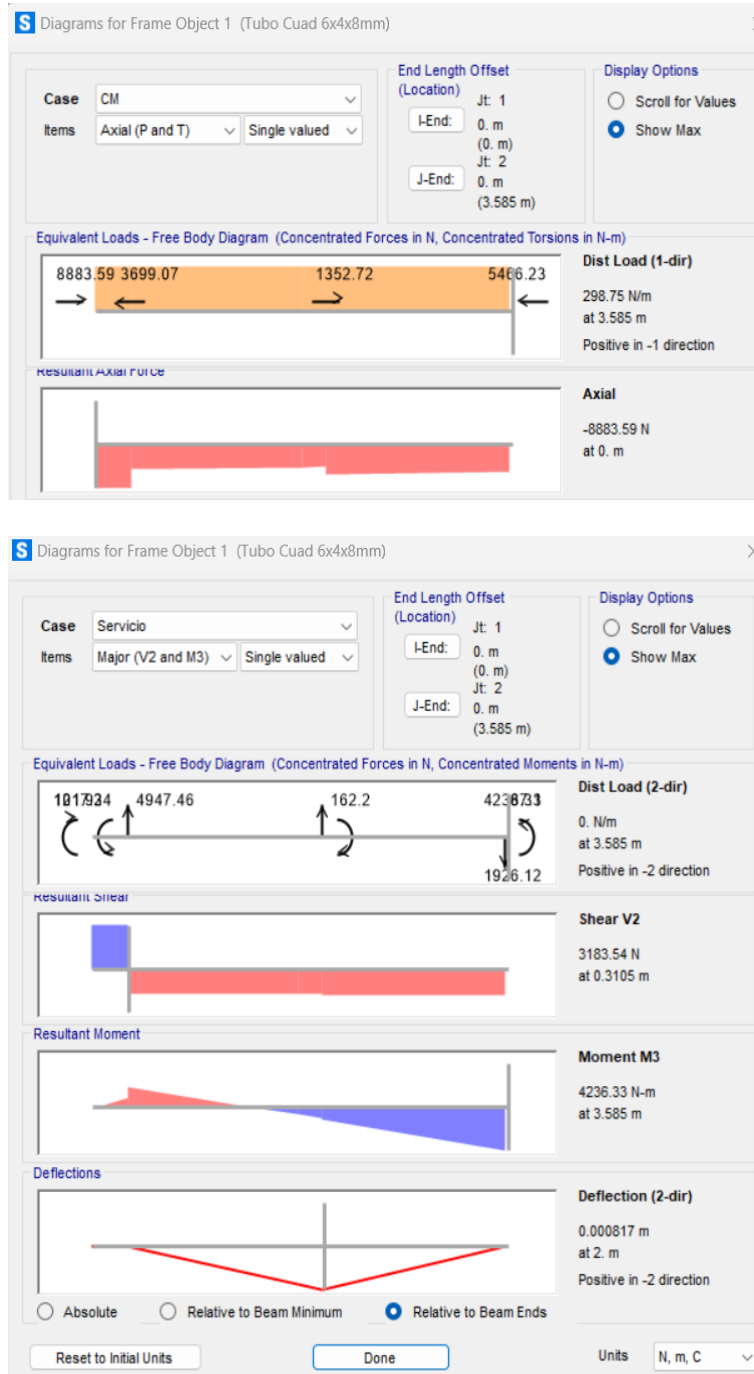 S Diagrams for Frame Object 1 (Tubo Cuad 6x4x8mm)
End Length Offset
(Location)
Display Options
Case CM
Jt: 1
Scroll for Values
Items Axial (P and T) Single valued
I-End: 0. m
(0. m)
Show Max
Jt: 2
J-End: 0. m
(3.585 m)
Equivalent Loads - Free Body Diagram (Concentrated Forces in N, Concentrated Torsions in N-m)
8883.59 3699.07 1352.72 5466.23
Dist Load (1-dir)
298.75 N/m
at 3.585 m
Positive in -1 direction
Resultant Axial Force
Axial
-8883.59 N
at 0. m
S Diagrams for Frame Object 1 (Tubo Cuad 6x4x8mm)
End Length Offset
(Location)
Display Options
Case Servicio
Jt: 1
Scroll for Values
Items Major (V2 and M3) Single valued
I-End: 0. m
(0. m)
Show Max
Jt: 2
J-End: 0. m
(3.585 m)
Equivalent Loads - Free Body Diagram (Concentrated Forces in N, Concentrated Moments in N-m)
4947.46 162.2
1926.12
Dist Load (2-dir)
0. N/m
at 3.585 m
Positive in -2 direction
Resultant Shear
Shear V2
3183.54 N
at 0.3105 m
Resultant Moment
Moment M3
4236.33 N-m
at 3.585 m
Deflections
Deflection (2-dir)
0.000817 m
at 2. m
Positive in -2 direction
Absolute Relative to Beam Minimum Relative to Beam Ends
Reset to Initial Units Done Units N, m, C